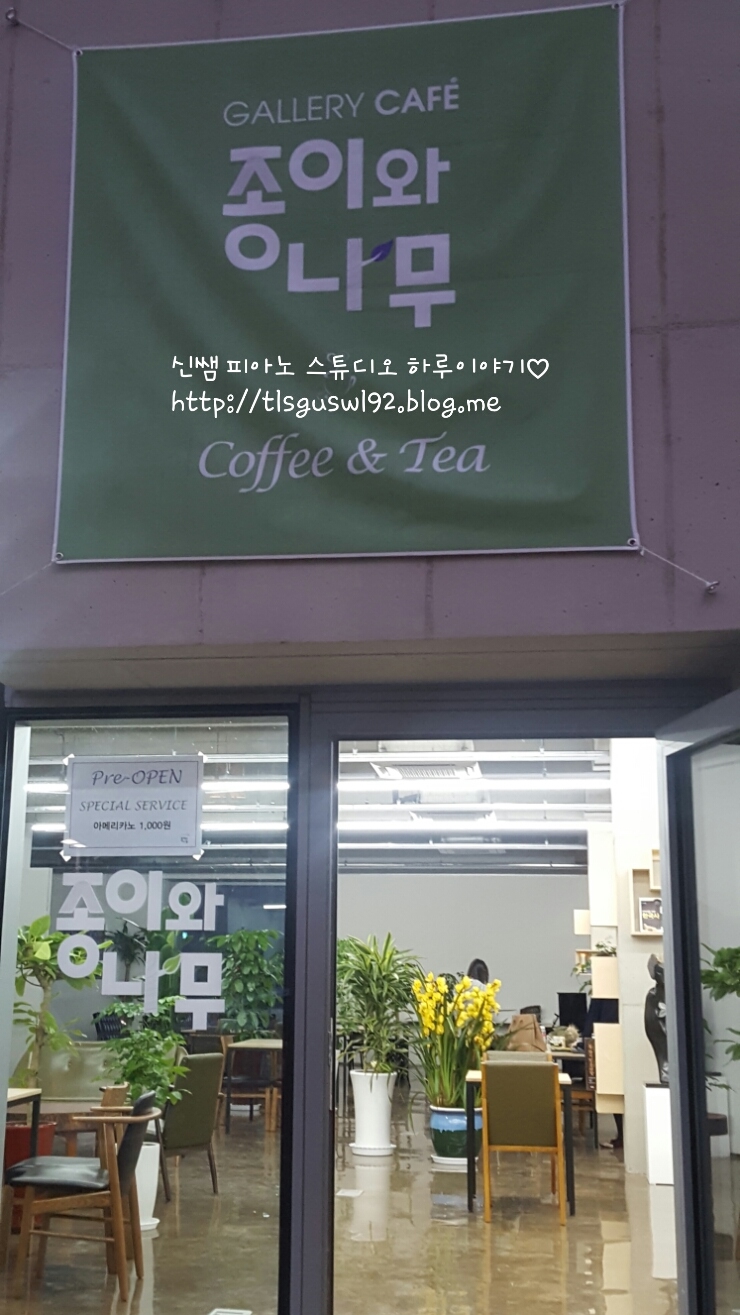 GALLERY CAFÉ
종이와
나무
신쌤 피아노 스튜디오 하루이야기♡
http://tlsguswl92.blog.me
Coffee & Tea
Pre-OPEN
SPECIAL SERVICE
아메리카노 1,000원
종이와
나무